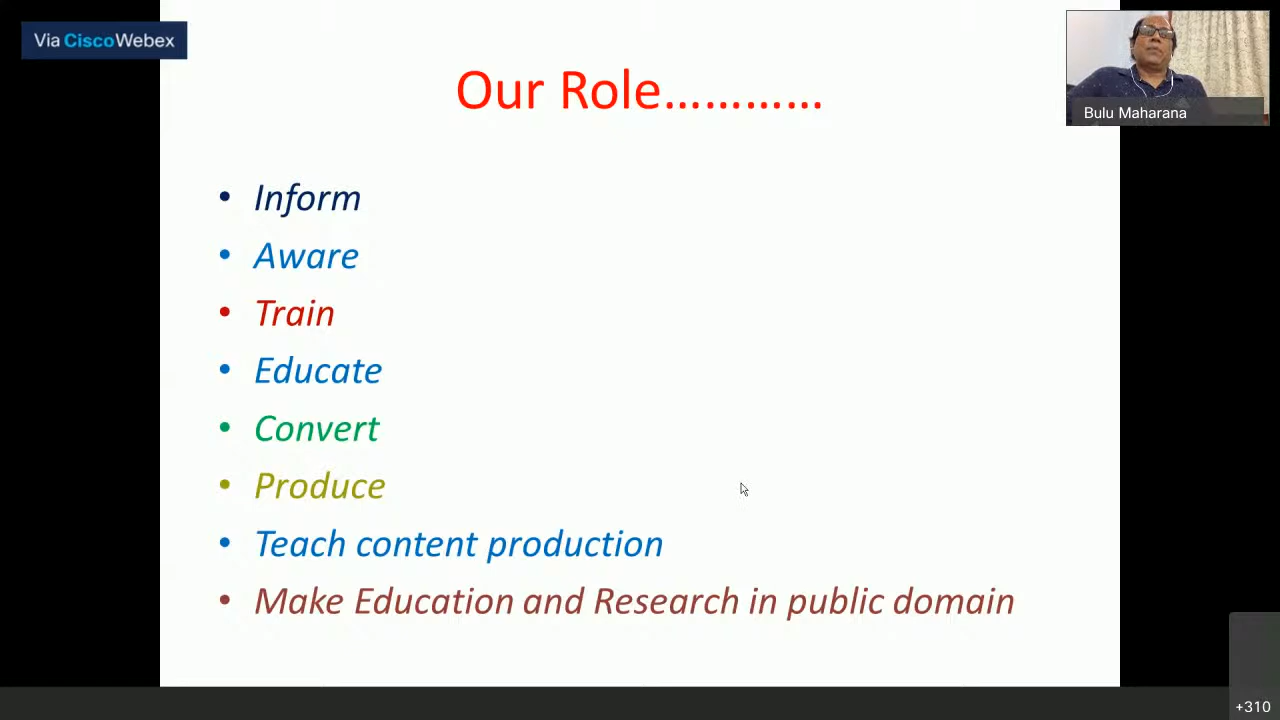 Via CiscoWebex
Our Role…………
Bulu Maharana
• Inform
• Aware
• Train
• Educate
• Convert
• Produce
• Teach content production
• Make Education and Research in public domain
+310